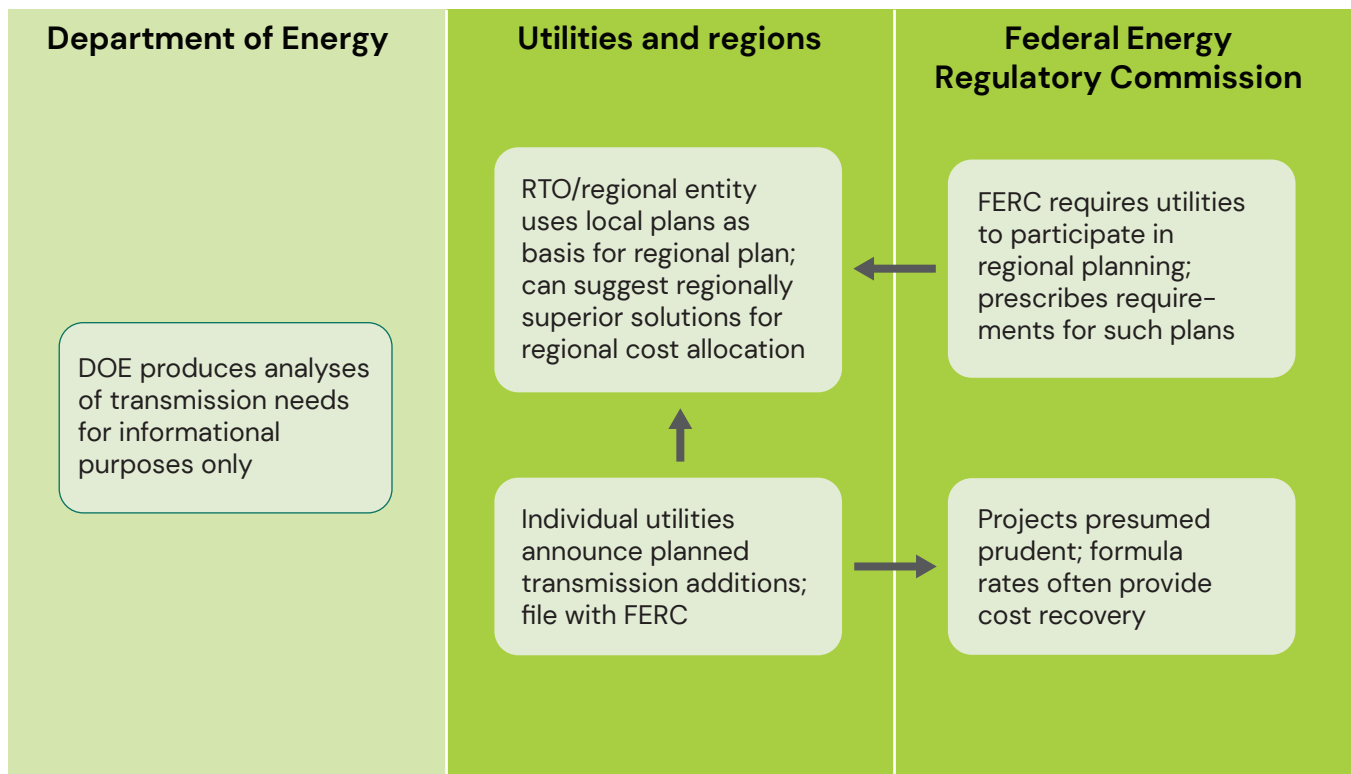 Department of Energy
DOE produces analyses
of transmission needs
for informational
purposes only
Utilities and regions
RTO/regional entity
uses local plans as
basis for regional plan;
can suggest regionally
superior solutions for
regional cost allocation
Individual utilities
announce planned
transmission additions;
file with FERC
Federal Energy
Regulatory Commission
FERC requires utilities
to participate in
regional planning;
prescribes require-
ments for such plans
Projects presumed
prudent; formula
rates often provide
cost recovery